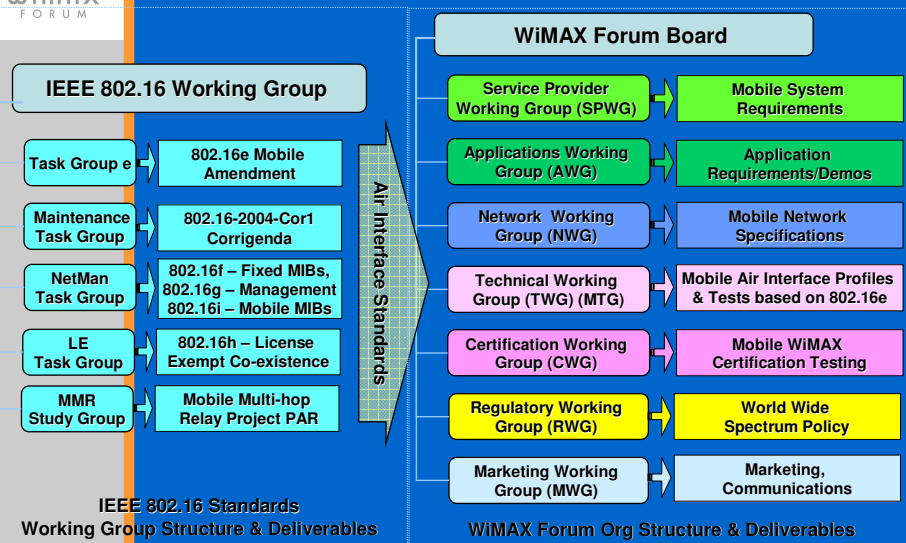 FORUM
IEEE 802.16 Working Group
Task Group e
802.16e Mobile
Amendment
Maintenance
Task Group
802.16-2004-Cor1
Corrigenda
NetMan
Task Group
802.16f – Fixed MIBs,
802.16g – Management
802.16i – Mobile MIBs
LE
Task Group
802.16h – License
Exempt Co-existence
MMR
Study Group
Mobile Multi-hop
Relay Project PAR
IEEE 802.16 Standards
Working Group Structure & Deliverables
Air Interface Standards
WiMAX Forum Board
Service Provider
Working Group (SPWG)
Mobile System
Requirements
Applications Working
Group (AWG)
Application
Requirements/Demos
Network Working
Group (NWG)
Mobile Network
Specifications
Technical Working
Group (TWG) (MTG)
Mobile Air Interface Profiles
& Tests based on 802.16e
Certification Working
Group (CWG)
Mobile WiMAX
Certification Testing
Regulatory Working
Group (RWG)
World Wide
Spectrum Policy
Marketing Working
Group (MWG)
Marketing,
Communications
WiMAX Forum Org Structure & Deliverables